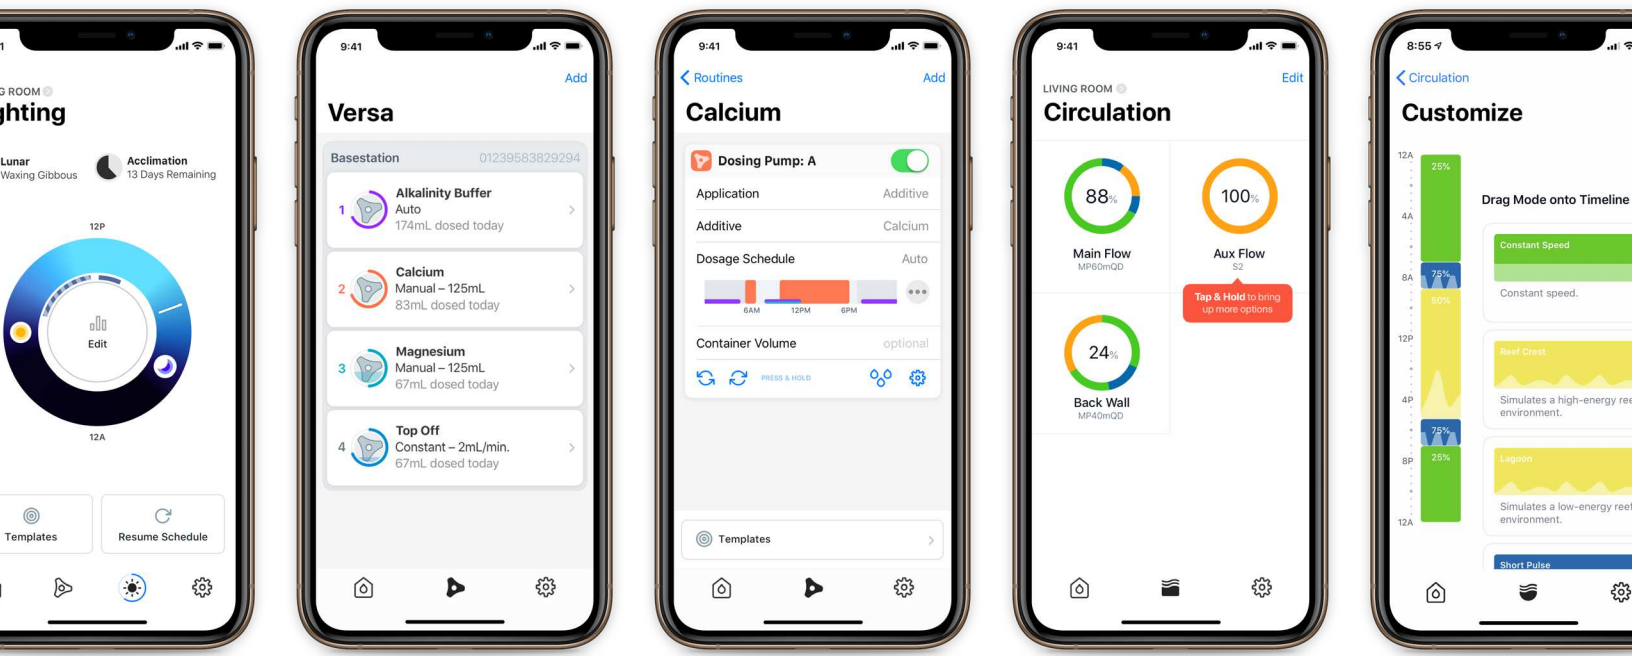 G ROOM
hting
Lunar
Waxing Gibbous
Acclimation
13 Days Remaining
12P
Edit
12A
Templates
Resume Schedule
9:41
Add
Versa
Basestation 01239583829294
1
Alkalinity Buffer
Auto
174mL dosed today
2
Calcium
Manual – 125mL
83mL dosed today
3
Magnesium
Manual – 125mL
67mL dosed today
4
Top Off
Constant – 2mL/min.
67mL dosed today
9:41
Routines Add
Calcium
Dosing Pump: A
Application Additive
Additive Calcium
Dosage Schedule Auto
6AM 12PM 6PM
Container Volume optional
PRESS & HOLD
Templates
9:41
Edit
LIVING ROOM
Circulation
88%
Main Flow
MP60mQD
100%
Aux Flow
S2
Tap & Hold to bring
up more options
24%
Back Wall
MP40mQD
8:55
Circulation
Customize
12A
25%
4A
8A
75%
50%
12P
4P
75%
8P
25%
12A
Drag Mode onto Timeline
Constant Speed
Constant speed.
Reef Crest
Simulates a high-energy ree
environment.
Lagoon
Simulates a low-energy reef
environment.
Short Pulse